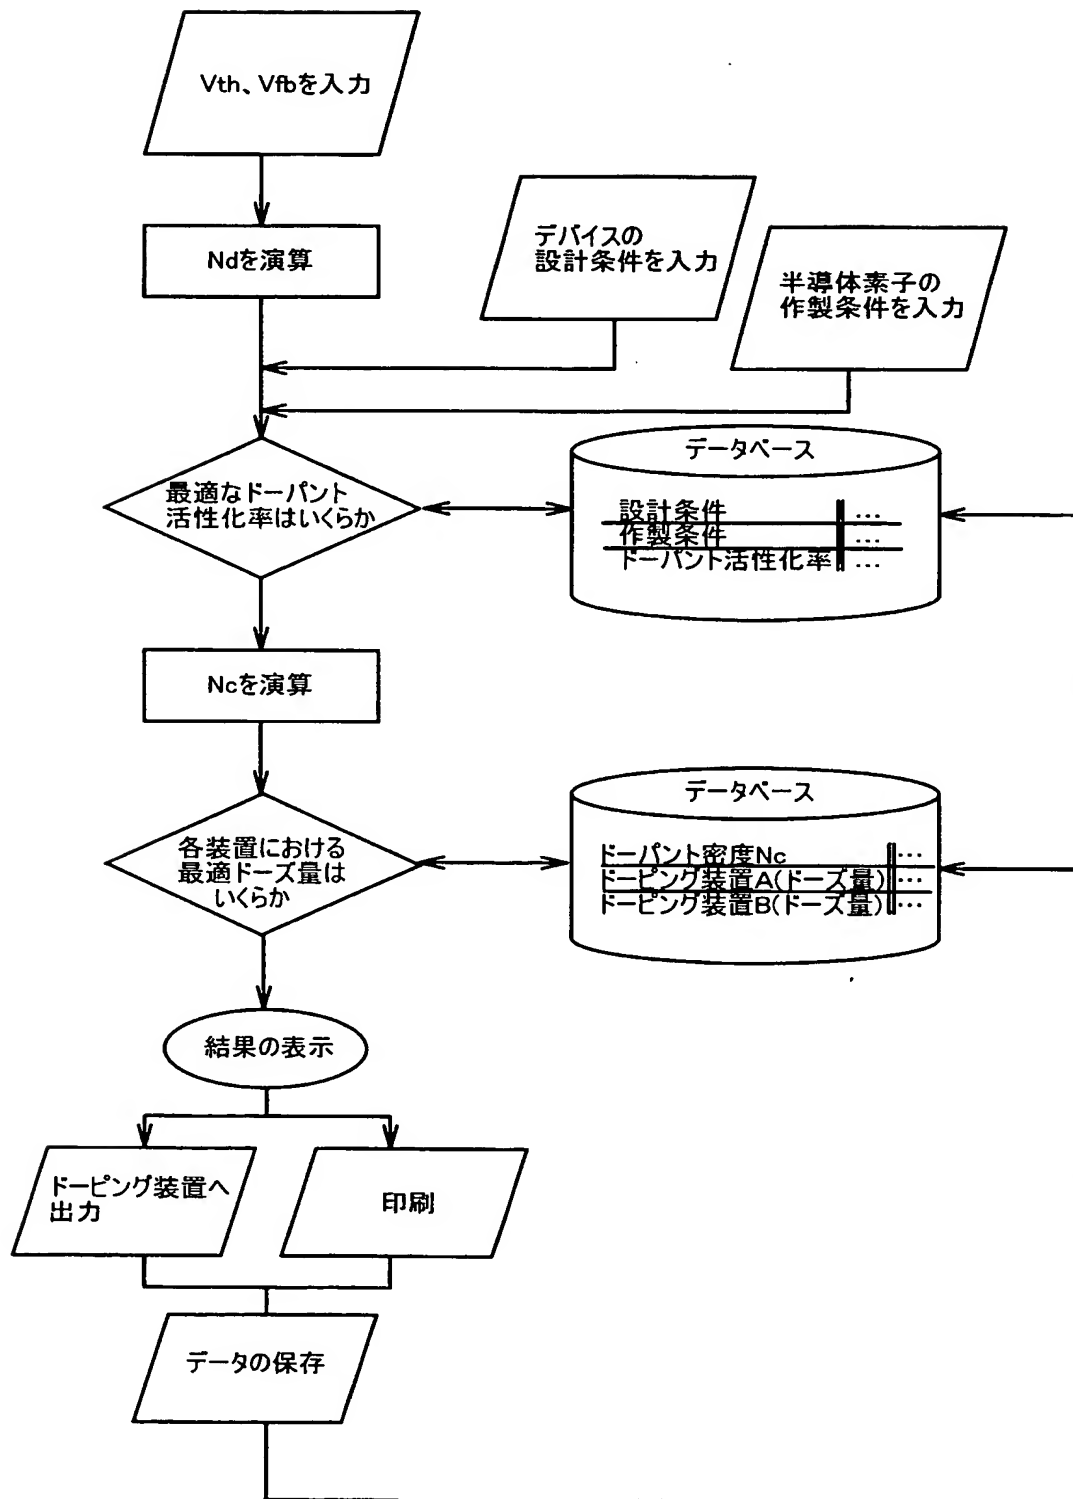 Vth、Vfbを入力
Ndを演算
デバイスの
設計条件を入力
半導体素子の
作製条件を入力
最適なドーパント
活性化率はいくらか
データベース
設計条件 …
作製条件 …
ドーパント活性化率 …
Ncを演算
各装置における
最適ドーズ量は
いくらか
データベース
ドーパント密度Nc …
ドーピング装置A(ドーズ量) …
ドーピング装置B(ドーズ量) …
結果の表示
ドーピング装置へ
出力
印刷
データの保存